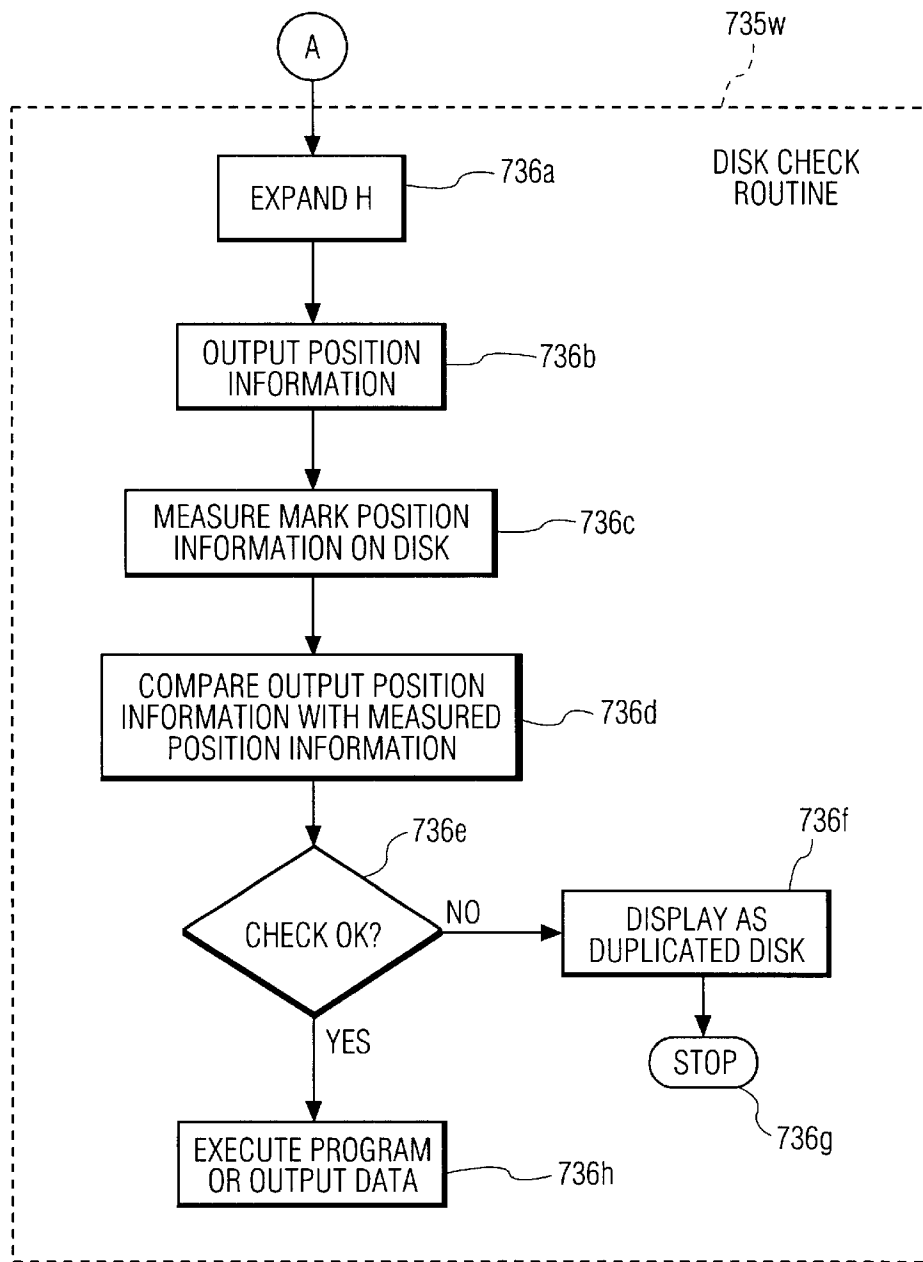 A
735w
DISK CHECK
ROUTINE
EXPAND H
736a
OUTPUT POSITION
INFORMATION
736b
MEASURE MARK POSITION
INFORMATION ON DISK
736c
COMPARE OUTPUT POSITION
INFORMATION WITH MEASURED
POSITION INFORMATION
736d
736e
CHECK OK?
NO
736f
DISPLAY AS
DUPLICATED DISK
YES
STOP
736g
EXECUTE PROGRAM
OR OUTPUT DATA
736h